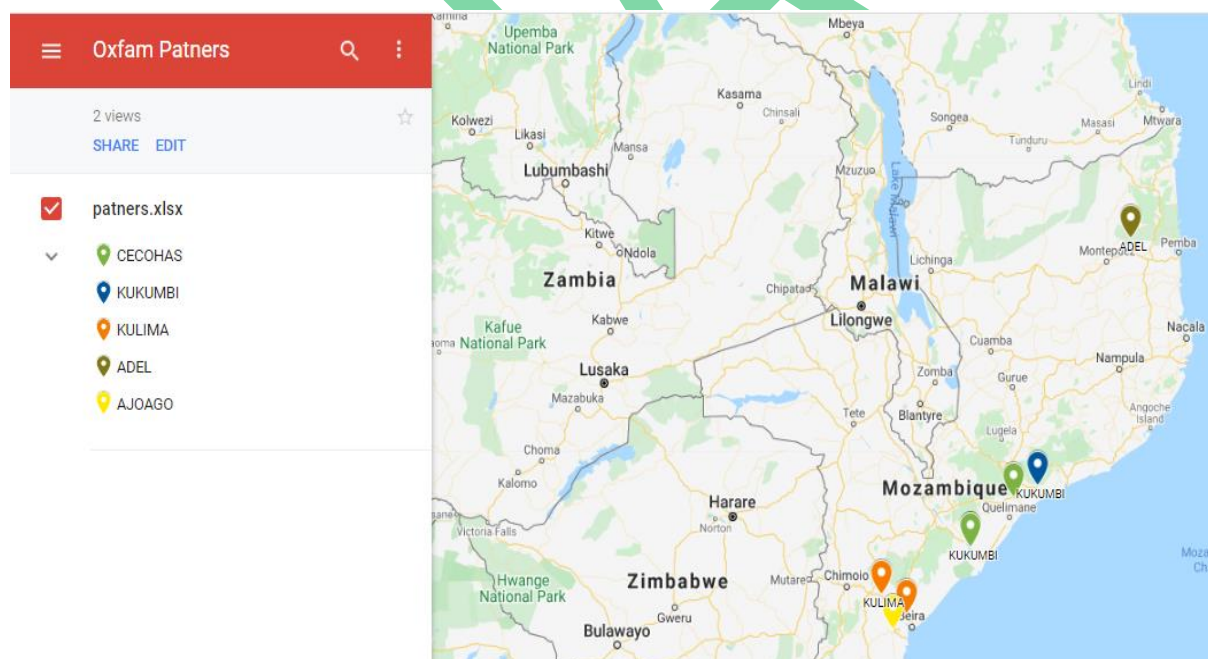 Oxfam Patners
2 views
SHARE EDIT
patners.xlsx
CECOHAS
KUKUMBI
KULIMA
ADEL
AJOAGO
Upemba
National Park
Mbeya
Kasama
Chinsali
Lindi
Kolwezi
Likasi
Mansa
Songea
Tunduru
Masasi
Mtwara
Lubumbashi
Mzuzu
Lake Malawi
Kitwe
Ndola
Lichinga
ADEL
Pemba
Zambia
Chipata
Malawi
Lilongwe
Kafue
National Park
Kabwe
Cuamba
Nacala
Lusaka
Nampula
Mazabuka
Zomba
Gurue
Tete
Blantyre
Angoche
Island
Lugela
Choma
Kalomo
Mozambique
KUKUMBI
Quelimane
Harare
Norton
Victoria Falls
KUKUMBI
Hwange
National Park
Zimbabwe
Mutare
Chimoio
KULIMA
Beira
Gweru
Bulawayo